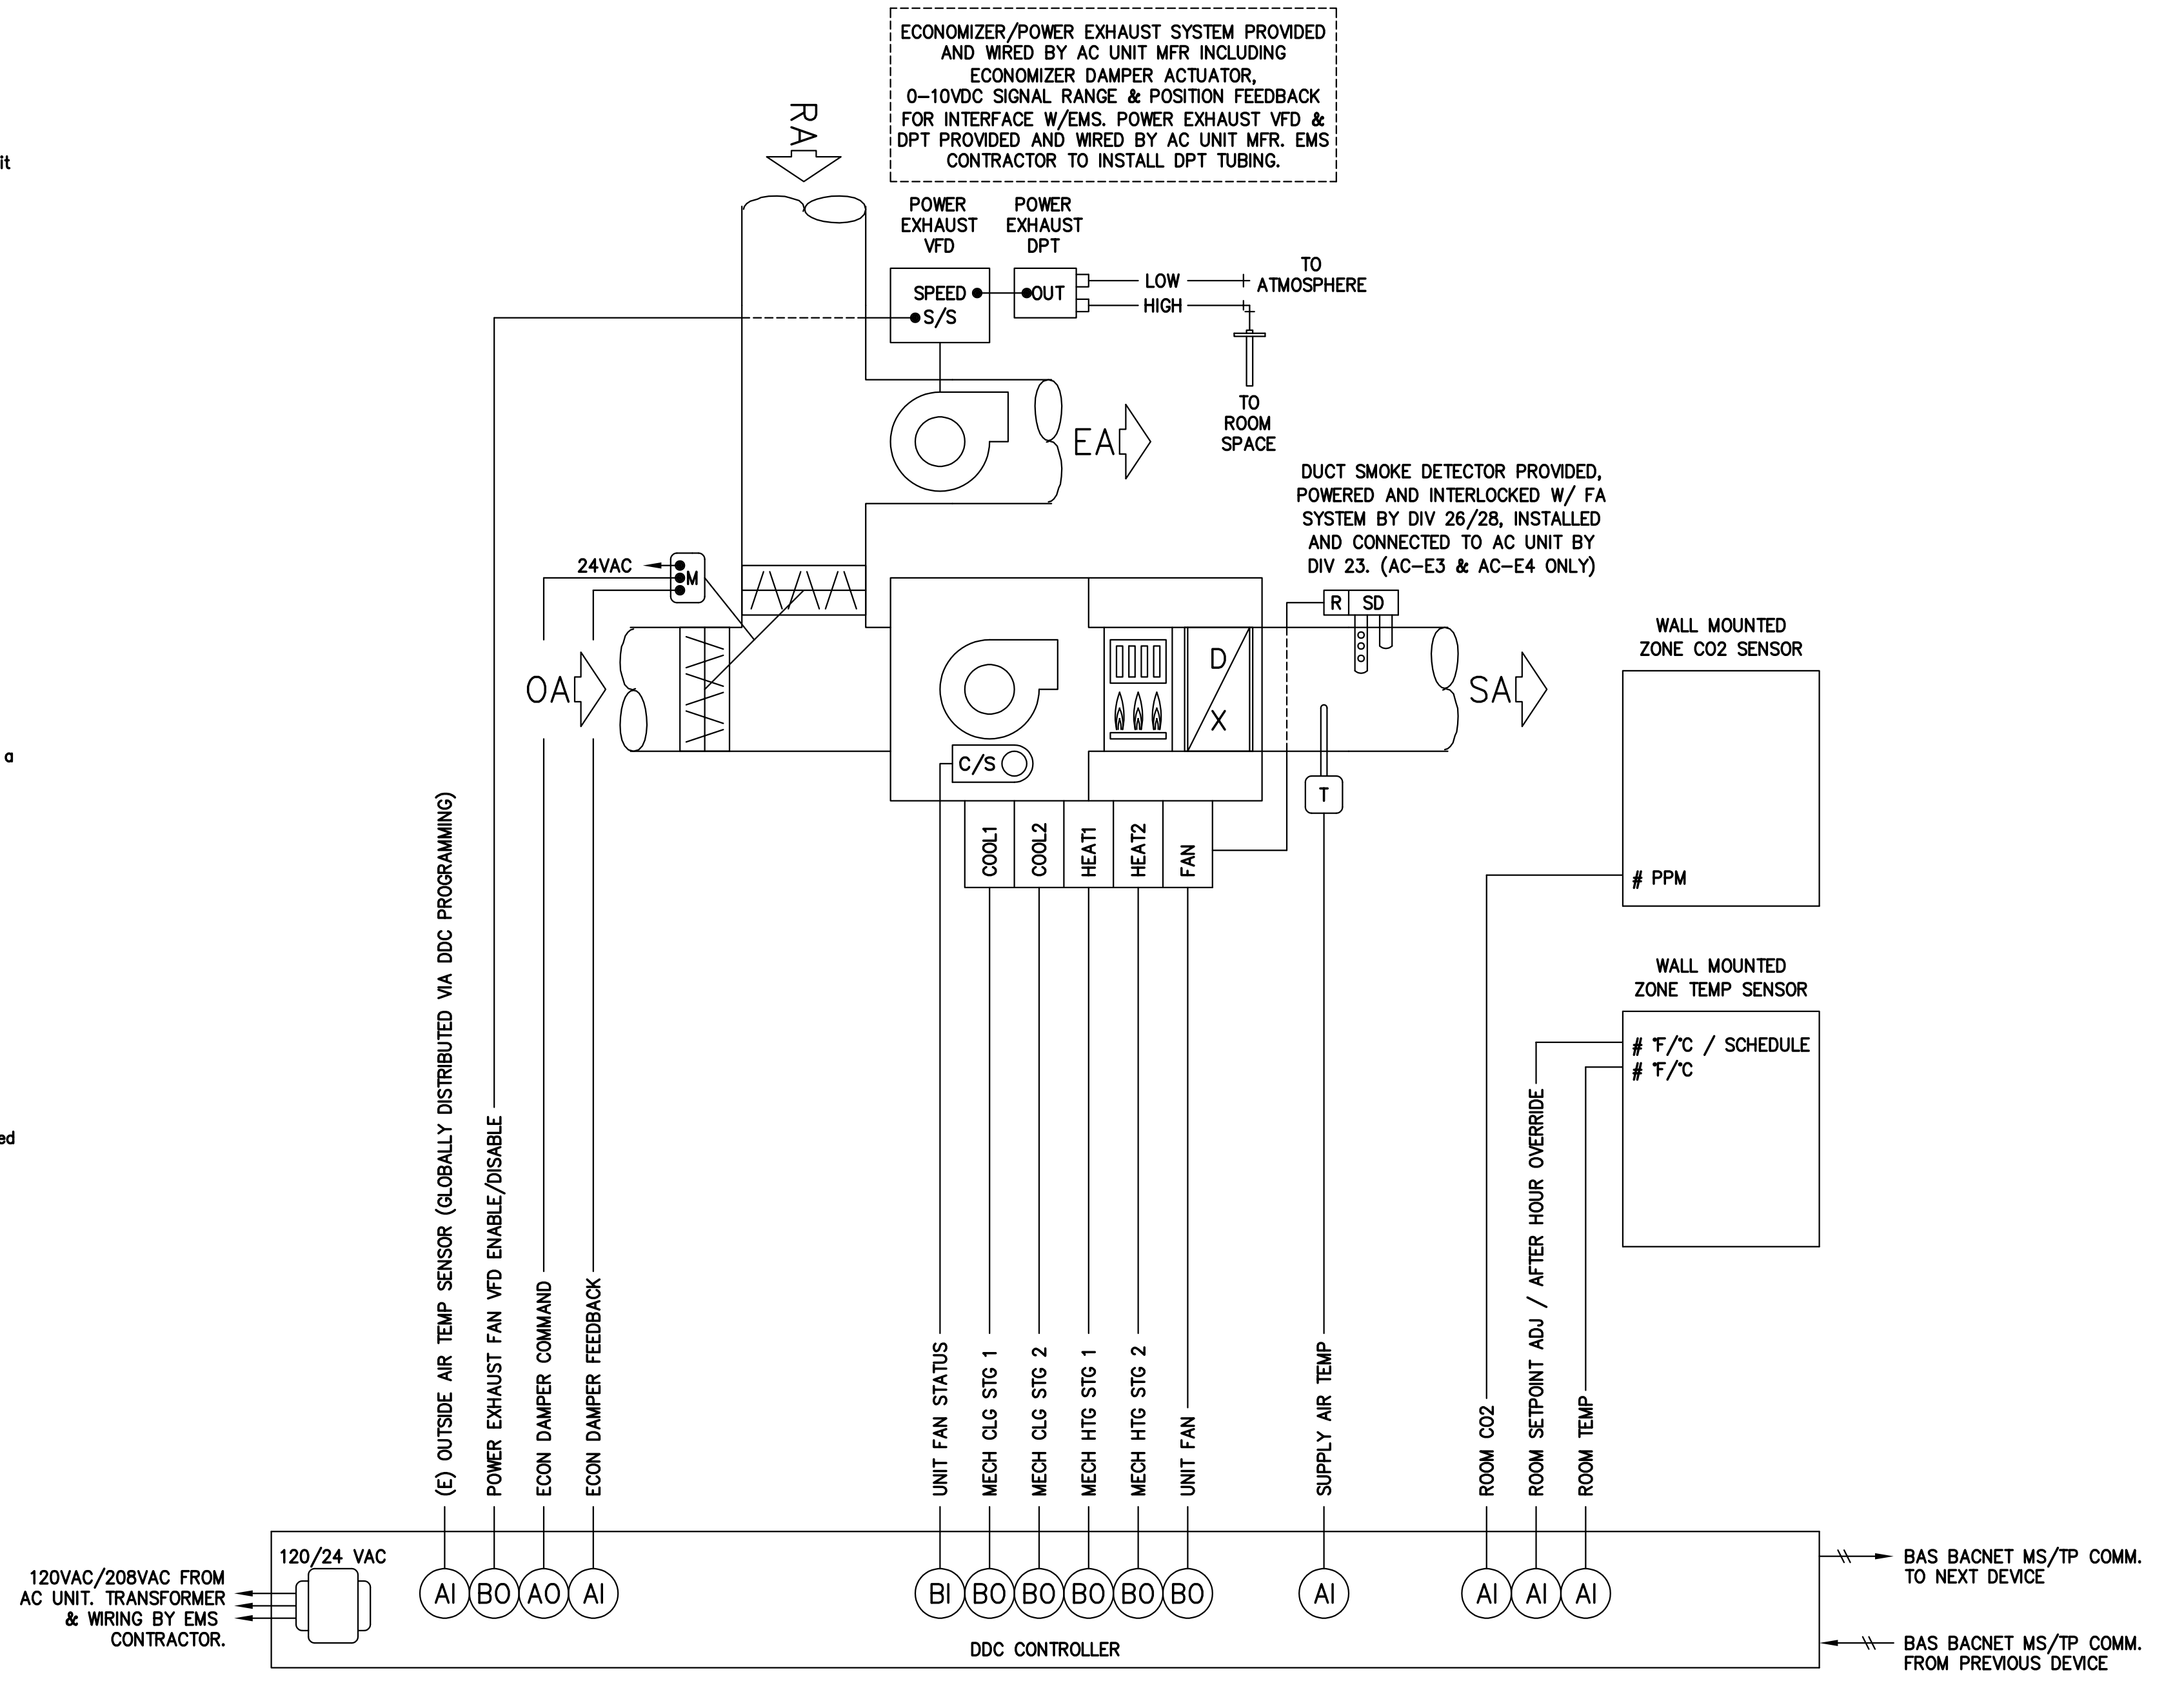 ECONOMIZER/POWER EXHAUST SYSTEM PROVIDED
AND WIRED BY AC UNIT MFR INCLUDING
ECONOMIZER DAMPER ACTUATOR,
0-10VDC SIGNAL RANGE & POSITION FEEDBACK
FOR INTERFACE W/EMS. POWER EXHAUST VFD &
DPT PROVIDED AND WIRED BY AC UNIT MFR. EMS
CONTRACTOR TO INSTALL DPT TUBING.
RA
it
POWER
EXHAUST
VFD
POWER
EXHAUST
DPT
SPEED
S/S
OUT
LOW
HIGH
TO
ATMOSPHERE
TO
ROOM
SPACE
EA
DUCT SMOKE DETECTOR PROVIDED,
POWERED AND INTERLOCKED W/ FA
SYSTEM BY DIV 26/28, INSTALLED
AND CONNECTED TO AC UNIT BY
DIV 23. (AC-E3 & AC-E4 ONLY)
24VAC
M
R
SD
OA
D
X
SA
C/S
T
a
COOL1
COOL2
HEAT1
HEAT2
FAN
WALL MOUNTED
ZONE CO2 SENSOR
# PPM
WALL MOUNTED
ZONE TEMP SENSOR
# °F/°C / SCHEDULE
# °F/°C
ed
(E) OUTSIDE AIR TEMP SENSOR (GLOBALLY DISTRIBUTED VIA DDC PROGRAMMING)
POWER EXHAUST FAN VFD ENABLE/DISABLE
ECON DAMPER COMMAND
ECON DAMPER FEEDBACK
UNIT FAN STATUS
MECH CLG STG 1
MECH CLG STG 2
MECH HTG STG 1
MECH HTG STG 2
UNIT FAN
SUPPLY AIR TEMP
ROOM CO2
ROOM SETPOINT ADJ / AFTER HOUR OVERRIDE
ROOM TEMP
120/24 VAC
120VAC/208VAC FROM
AC UNIT. TRANSFORMER
& WIRING BY EMS
CONTRACTOR.
AI BO AO AI BI BO BO BO BO BO AI AI AI AI
DDC CONTROLLER
BAS BACNET MS/TP COMM.
TO NEXT DEVICE
BAS BACNET MS/TP COMM.
FROM PREVIOUS DEVICE